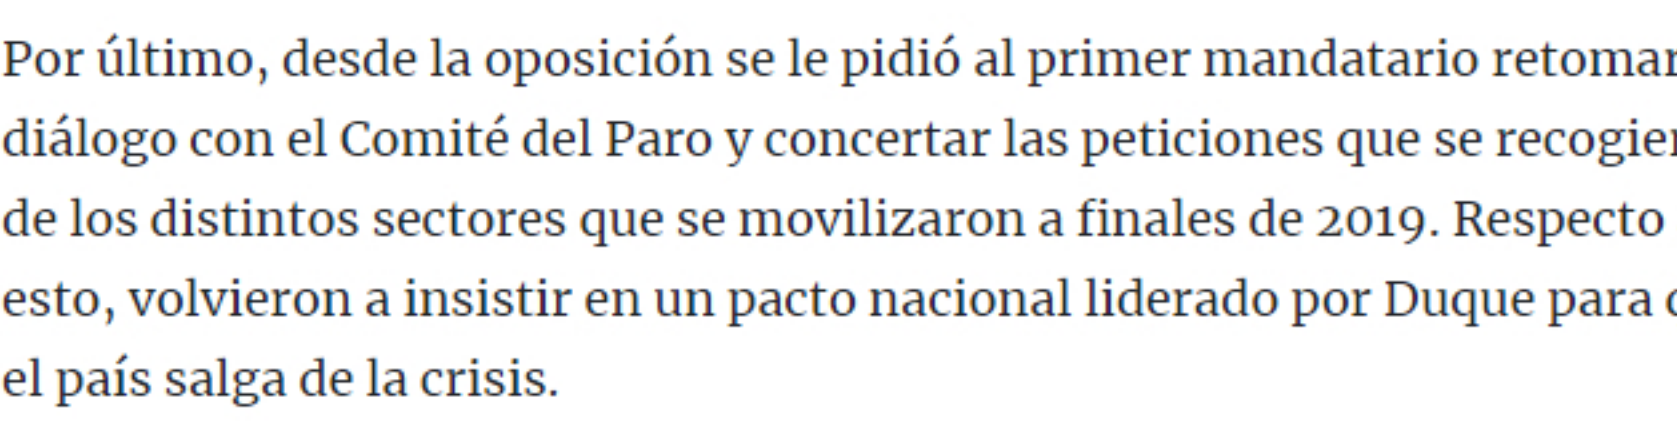 Por último, desde la oposición se le pidió al primer mandatario retomar
diálogo con el Comité del Paro y concertar las peticiones que se
de los distintos sectores que se movilizaron a finales de 2019. Respecto
esto, volvieron a insistir en un pacto nacional liderado por Duque para
el país salga de la crisis.